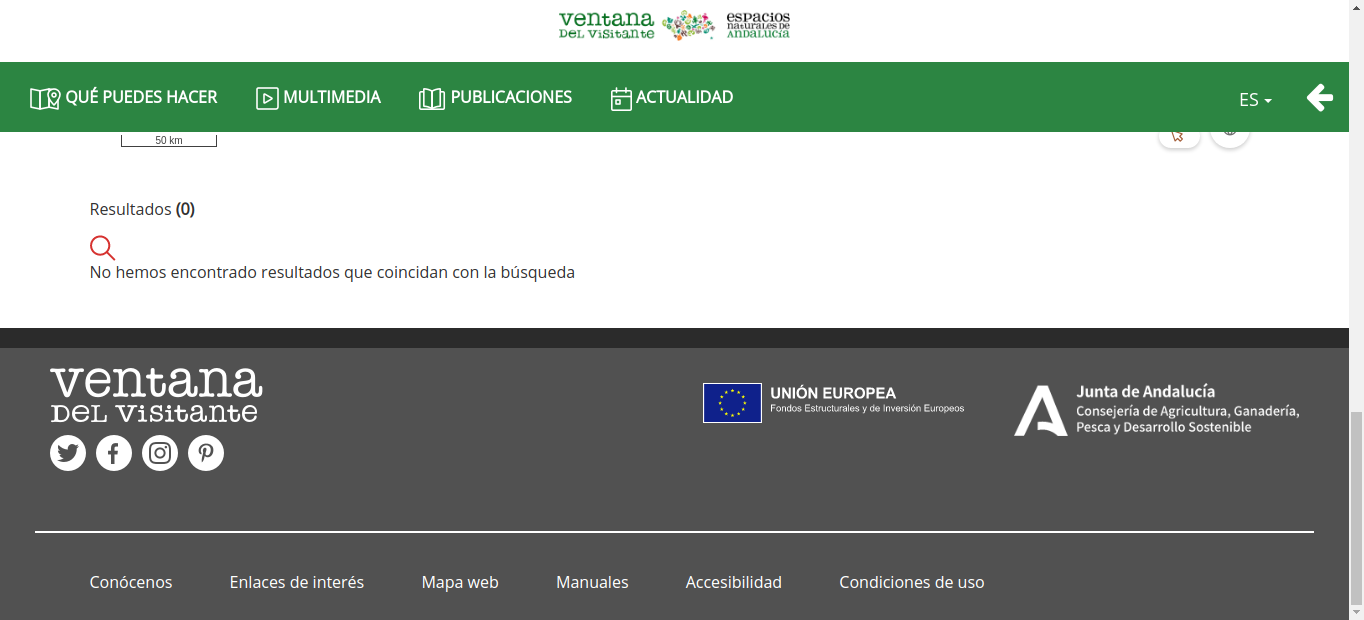 ventana
DEL VISITANTE
espacios
naturales de
ANDALUCÍA
QUÉ PUEDES HACER
MULTIMEDIA
PUBLICACIONES
ACTUALIDAD
ES
50 km
Resultados (0)
No hemos encontrado resultados que coincidan con la búsqueda
ventana
DEL VISITANTE
UNIÓN EUROPEA
Fondos Estructurales y de Inversión Europeos
Junta de Andalucía
Consejería de Agricultura, Ganadería,
Pesca y Desarrollo Sostenible
Conócenos
Enlaces de interés
Mapa web
Manuales
Accesibilidad
Condiciones de uso